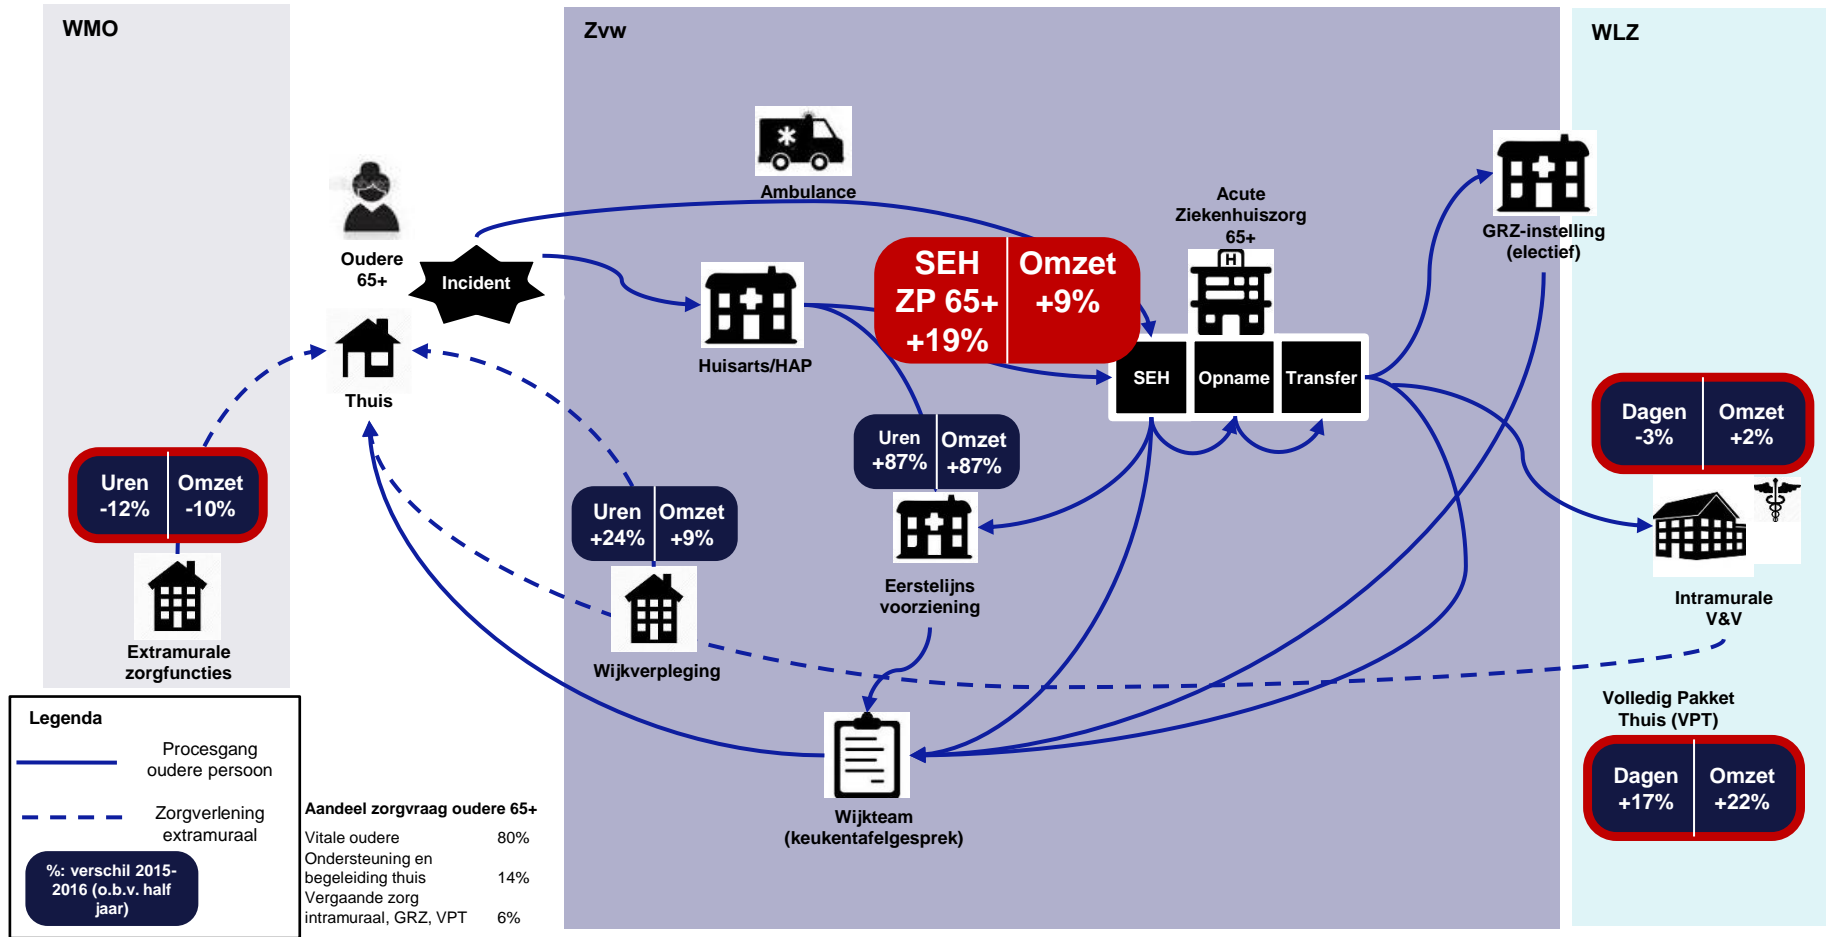 WMO
Zvw
WLZ
Ambulance
Acute
Ziekenhuiszorg
65+
H
GRZ-instelling
(electief)
Oudere
65+
Incident
SEH
ZP 65+
+19%
Omzet
+9%
Huisarts/HAP
SEH
Opname
Transfer
Thuis
Dagen
-3%
Omzet
+2%
Uren
+87%
Omzet
+87%
Uren
-12%
Omzet
-10%
Uren
+24%
Omzet
+9%
Eerstelijns
voorziening
Intramurale
V&V
Extramurale
zorgfuncties
Wijkverpleging
Volledig Pakket
Thuis (VPT)
Dagen
+17%
Omzet
+22%
Wijkteam
(keukentafelgesprek)
Legenda
Procesgang
oudere persoon
Zorgverlening
extramuraal
%: verschil 2015-
2016 (o.b.v. half
jaar)
Aandeel zorgvraag oudere 65+
Vitale oudere 80%
Ondersteuning en
begeleiding thuis 14%
Vergaande zorg
intramuraal, GRZ, VPT 6%